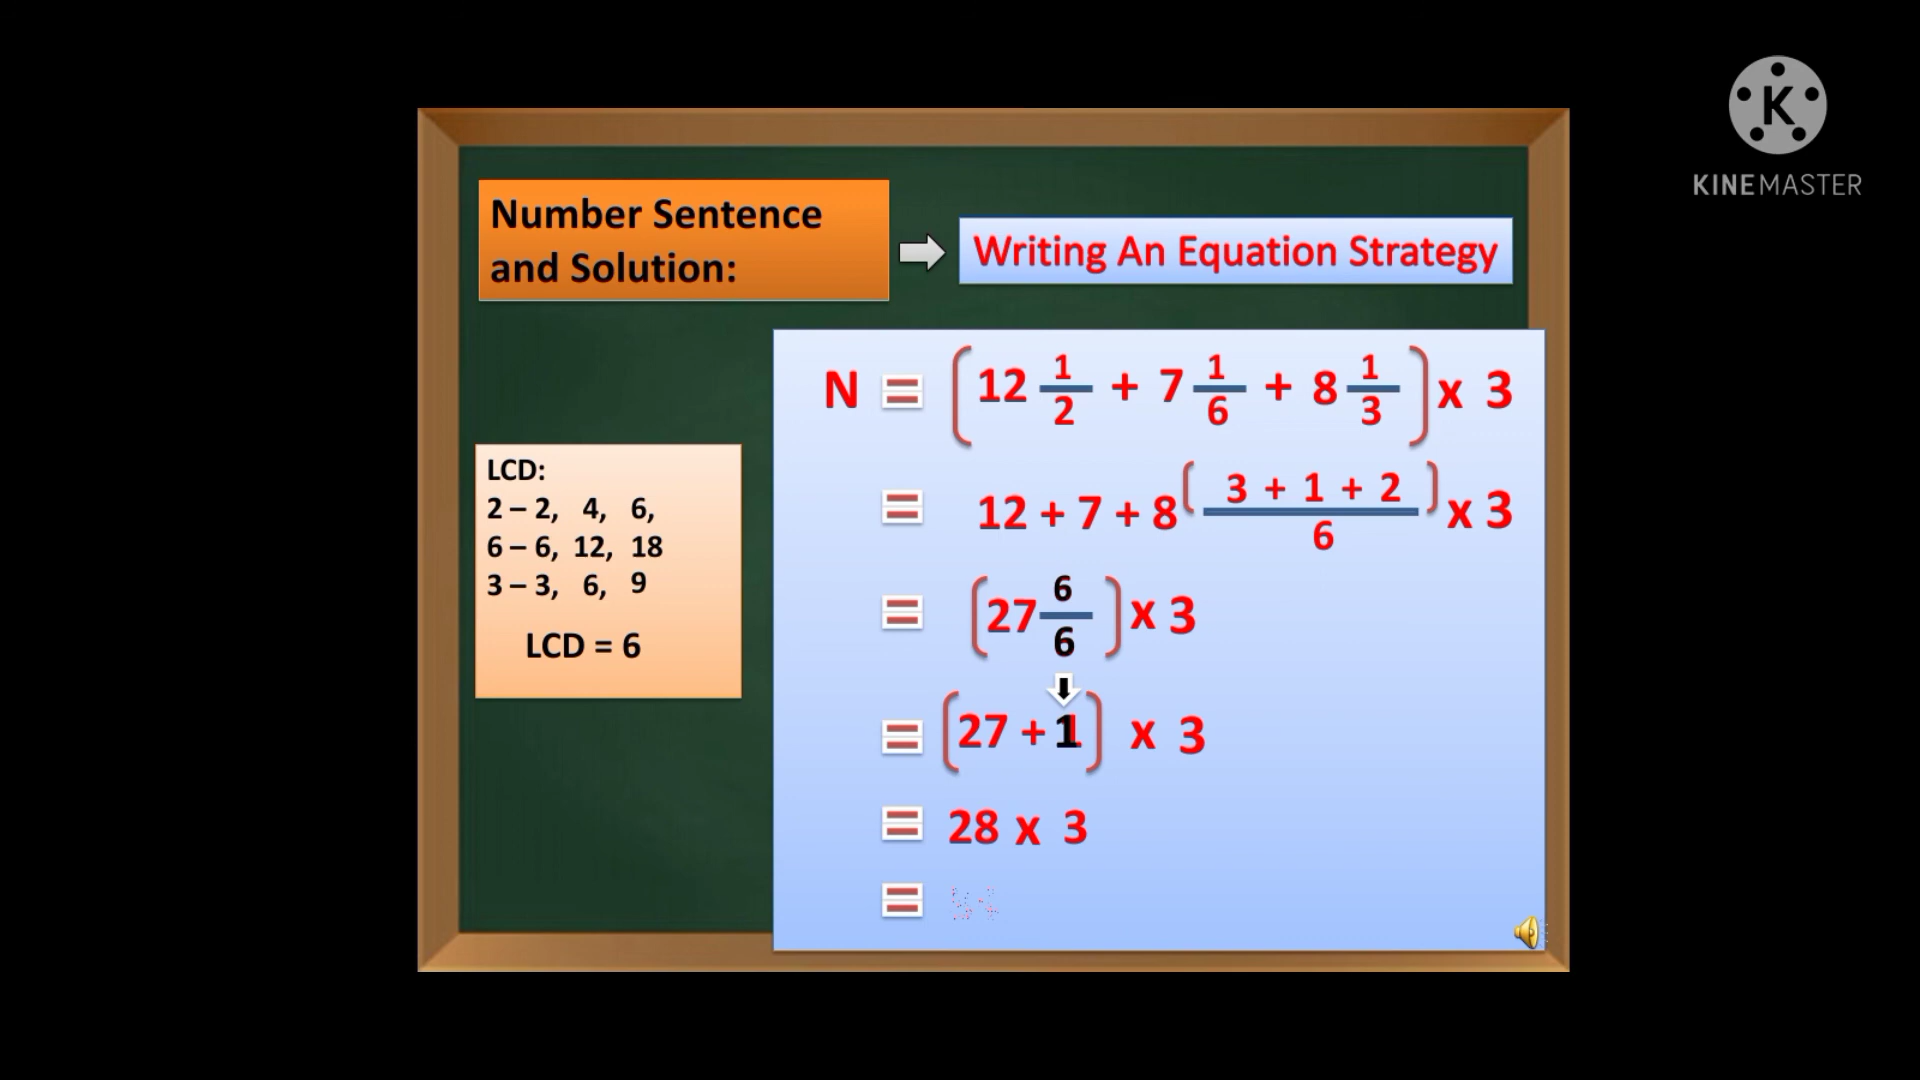 K
KINEMASTER
Number Sentence
and Solution:
Writing An Equation Strategy
LCD:
2 – 2, 4, 6,
6 – 6, 12, 18
3 – 3, 6, 9
LCD = 6
N = (12 1/2 + 7 1/6 + 8 1/3) x 3
= 12 + 7 + 8 (3 + 1 + 2)/6 x 3
= (27 6/6) x 3
= (27 + 1) x 3
= 28 x 3
=